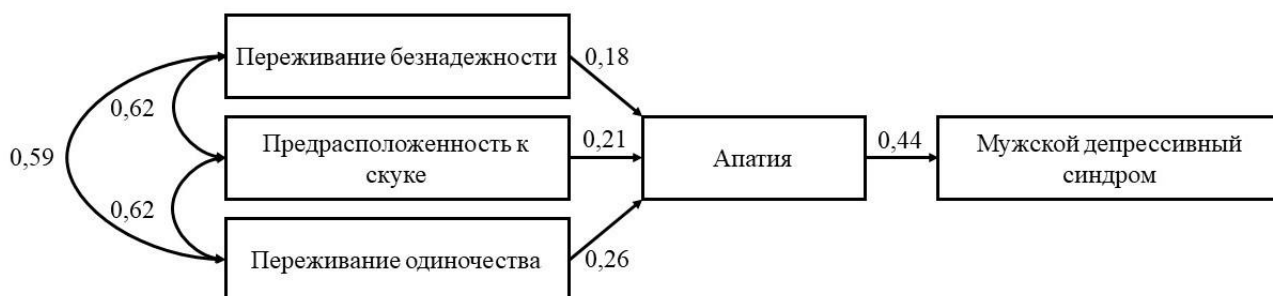 Переживание безнадежности
0,18
0,62
Предрасположенность к
скуке
0,21
Апатия
0,44
Мужской депрессивный
синдром
0,59
0,62
Переживание одиночества
0,26